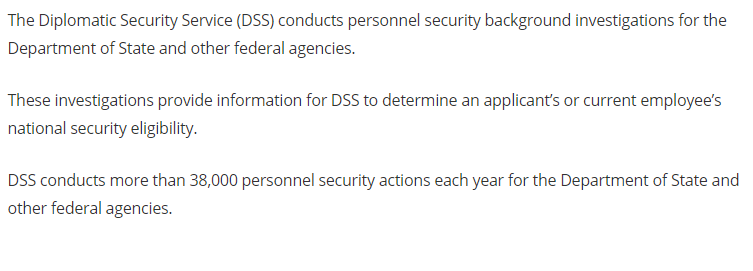 The Diplomatic Security Service (DSS) conducts personnel security background investigations for the
Department of State and other federal agencies.
These investigations provide information for DSS to determine an applicant’s or current employee’s
national security eligibility.
DSS conducts more than 38,000 personnel security actions each year for the Department of State and
other federal agencies.